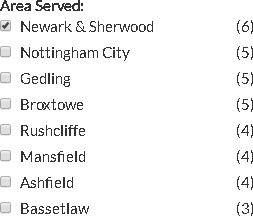 Area Served:
Newark & Sherwood (6)
Nottingham City (5)
Gedling (5)
Broxtowe (5)
Rushcliffe (4)
Mansfield (4)
Ashfield (4)
Bassetlaw (3)